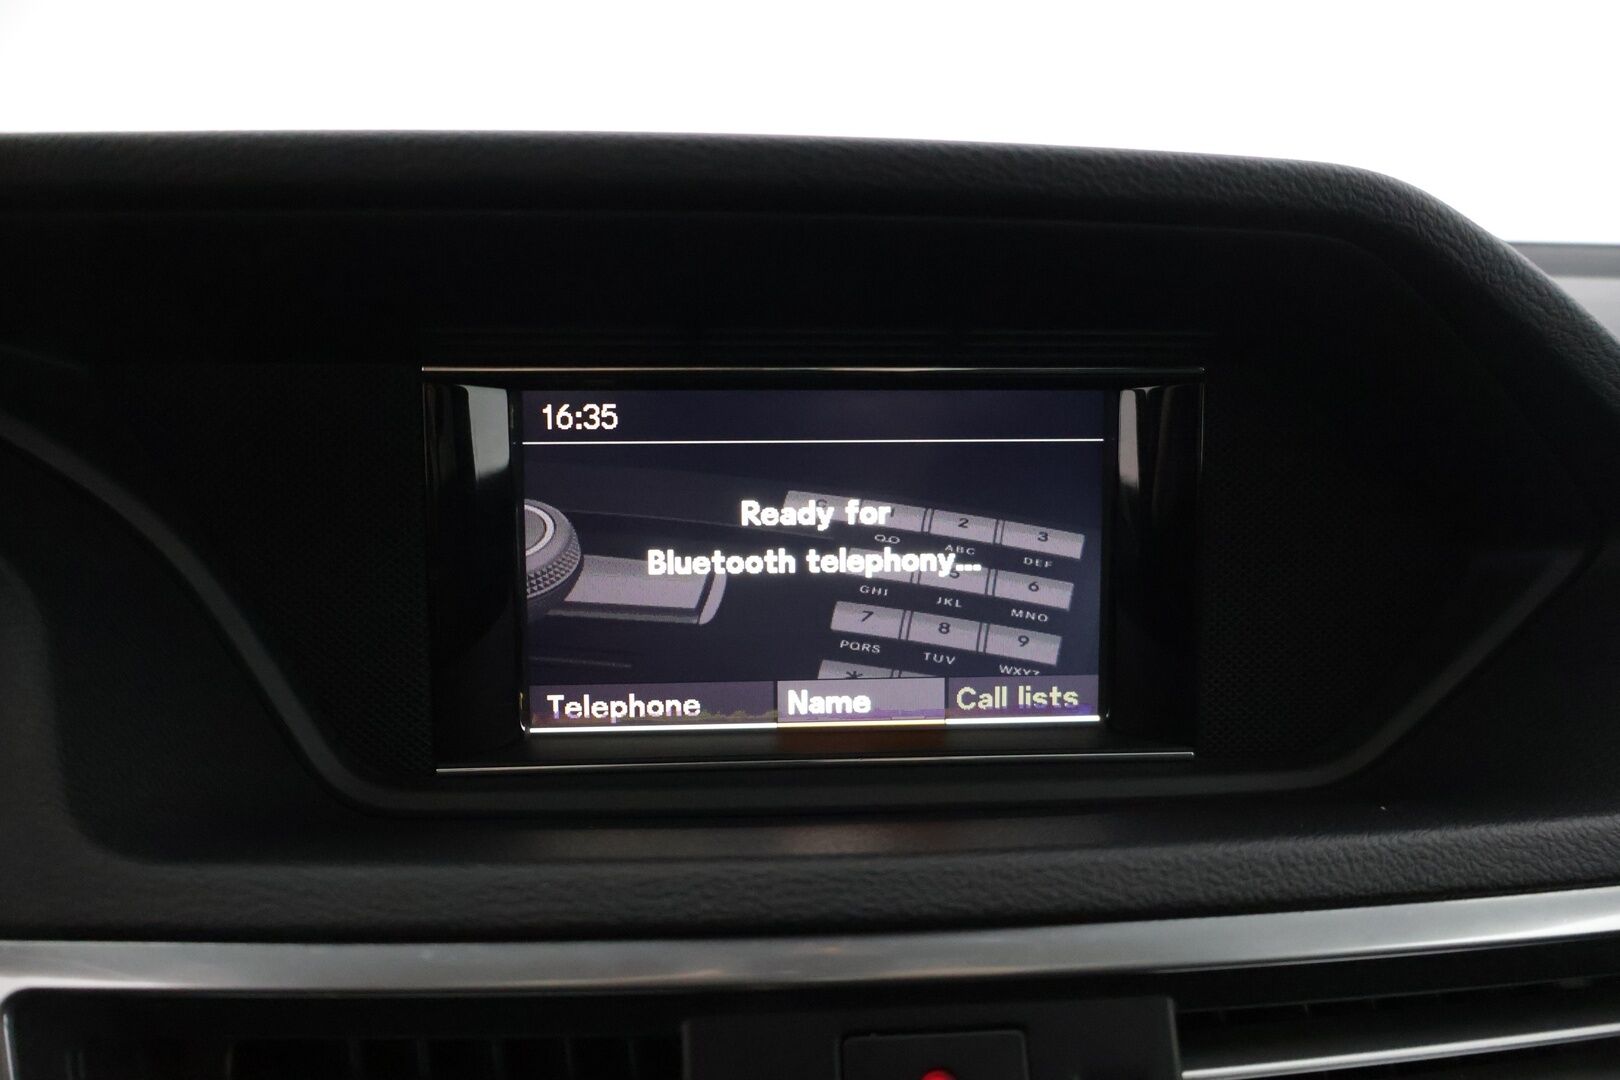 16:35
Ready for
Bluetooth telephony...
2
3
ABC
DEF
6
GHI
JKL
MNO
7
8
9
PQRS
TUV
WXYZ
*
Telephone
Name
Call lists